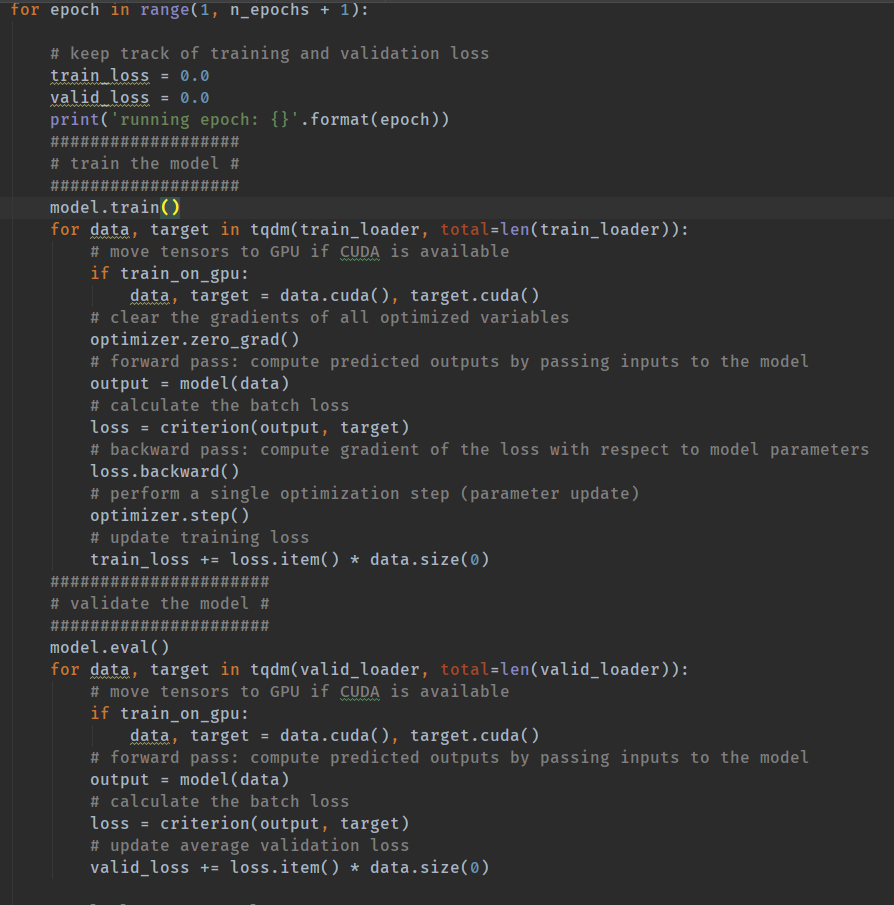 for epoch in range(1, n_epochs + 1):
# keep track of training and validation loss
train_loss = 0.0
valid_loss = 0.0
print('running epoch: {}'.format(epoch))
###################
# train the model #
###################
model.train()
for data, target in tqdm(train_loader, total=len(train_loader)):
# move tensors to GPU if CUDA is available
if train_on_gpu:
data, target = data.cuda(), target.cuda()
# clear the gradients of all optimized variables
optimizer.zero_grad()
# forward pass: compute predicted outputs by passing inputs to the model
output = model(data)
# calculate the batch loss
loss = criterion(output, target)
# backward pass: compute gradient of the loss with respect to model parameters
loss.backward()
# perform a single optimization step (parameter update)
optimizer.step()
# update training loss
train_loss += loss.item() * data.size(0)
######################
# validate the model #
######################
model.eval()
for data, target in tqdm(valid_loader, total=len(valid_loader)):
# move tensors to GPU if CUDA is available
if train_on_gpu:
data, target = data.cuda(), target.cuda()
# forward pass: compute predicted outputs by passing inputs to the model
output = model(data)
# calculate the batch loss
loss = criterion(output, target)
# update average validation loss
valid_loss += loss.item() * data.size(0)